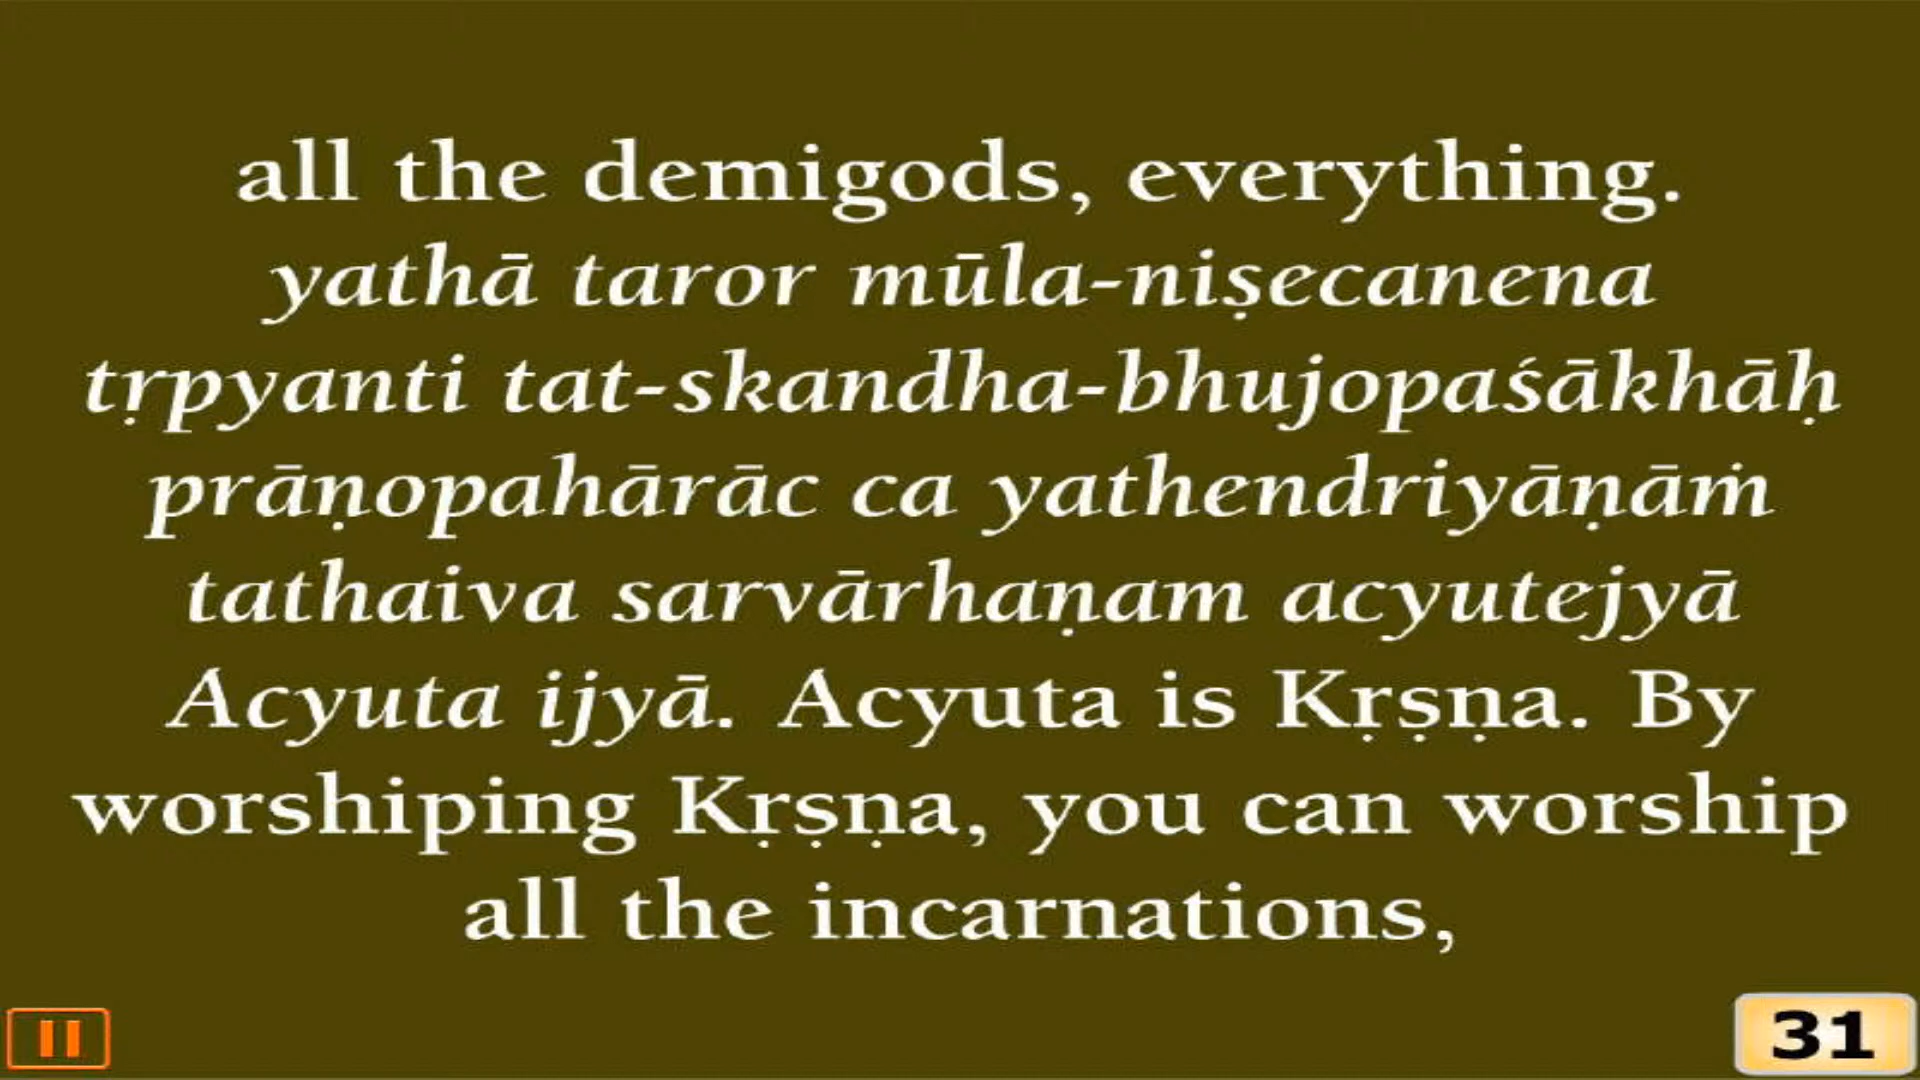 all the demigods, everything.
yathā taror mūla-niṣecanena
tṛpyanti tat-skandha-bhujopaśākhāḥ
prāṇopahārāc ca yathendriyāṇāṁ
tathaiva sarvārhaṇam acyutejyā
Acyuta ijyā. Acyuta is Kṛṣṇa. By
worshiping Kṛṣṇa, you can worship
all the incarnations,
31